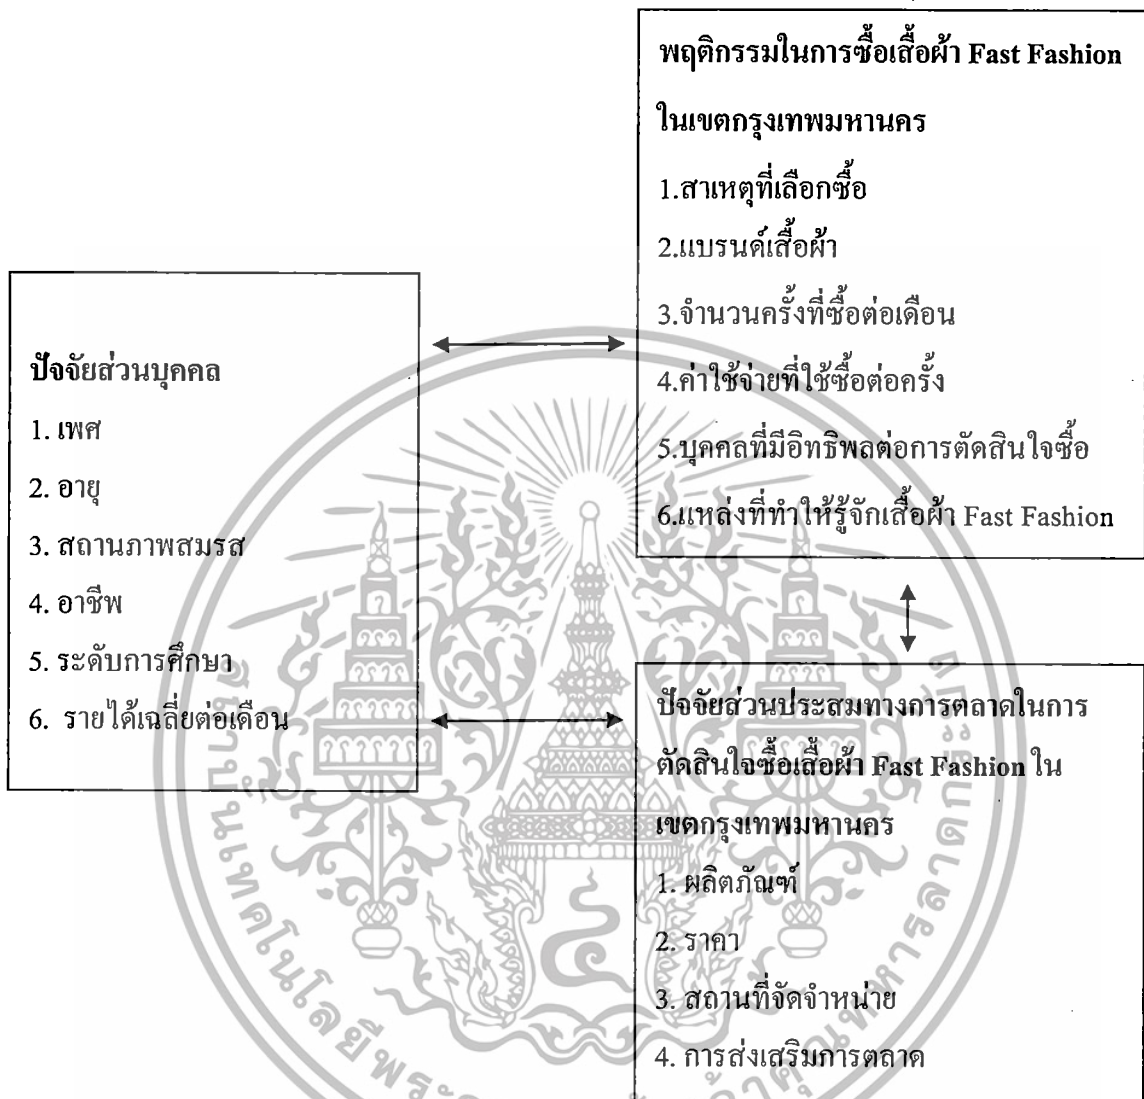 พฤติกรรมในการซื้อเสื้อผ้า Fast Fashion
ในเขตกรุงเทพมหานคร
1.สาเหตุที่เลือกซื้อ
2.แบรนด์เสื้อผ้า
3.จำนวนครั้งที่ซื้อต่อเดือน
4.ค่าใช้จ่ายที่ใช้ซื้อต่อครั้ง
5.บุคคลที่มีอิทธิพลต่อการตัดสินใจซื้อ
6.แหล่งที่ทำให้รู้จักเสื้อผ้า Fast Fashion
ปัจจัยส่วนบุคคล
1. เพศ
2. อายุ
3. สถานภาพสมรส
4. อาชีพ
5. ระดับการศึกษา
6. รายได้เฉลี่ยต่อเดือน
ปัจจัยส่วนประสมทางการตลาดในการ
ตัดสินใจซื้อเสื้อผ้า Fast Fashion ใน
เขตกรุงเทพมหานคร
1. ผลิตภัณฑ์
2. ราคา
3. สถานที่จัดจำหน่าย
4. การส่งเสริมการตลาด